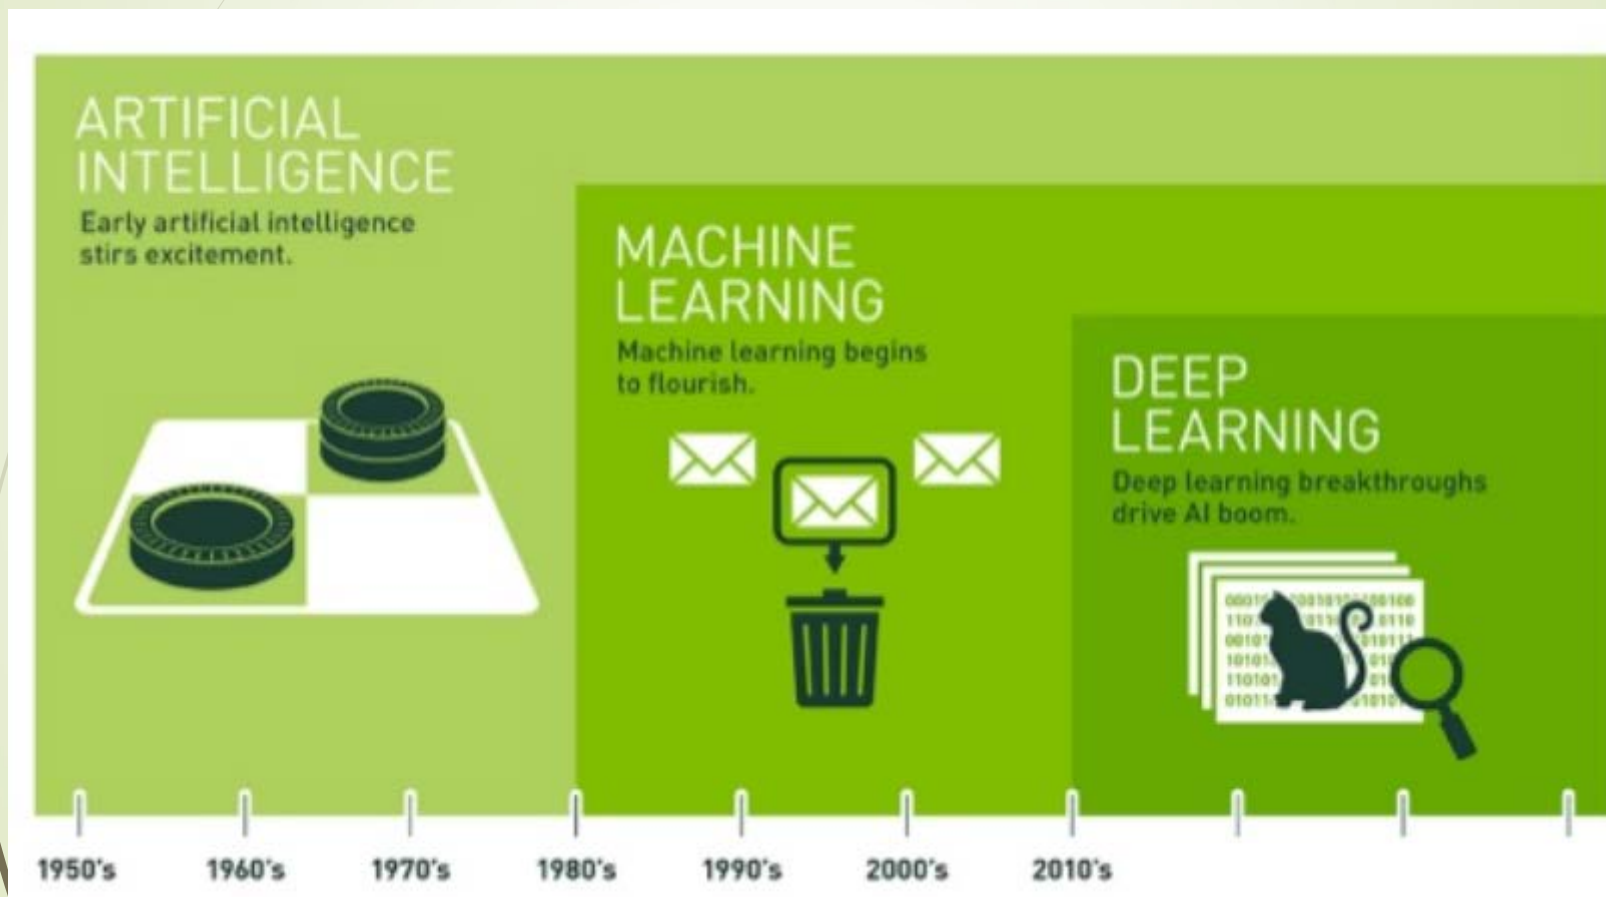 ARTIFICIAL
INTELLIGENCE
Early artificial intelligence
stirs excitement.
MACHINE
LEARNING
Machine learning begins
to flourish.
DEEP
LEARNING
Deep learning breakthroughs
drive AI boom.
1950's 1960's 1970's 1980's 1990's 2000's 2010's